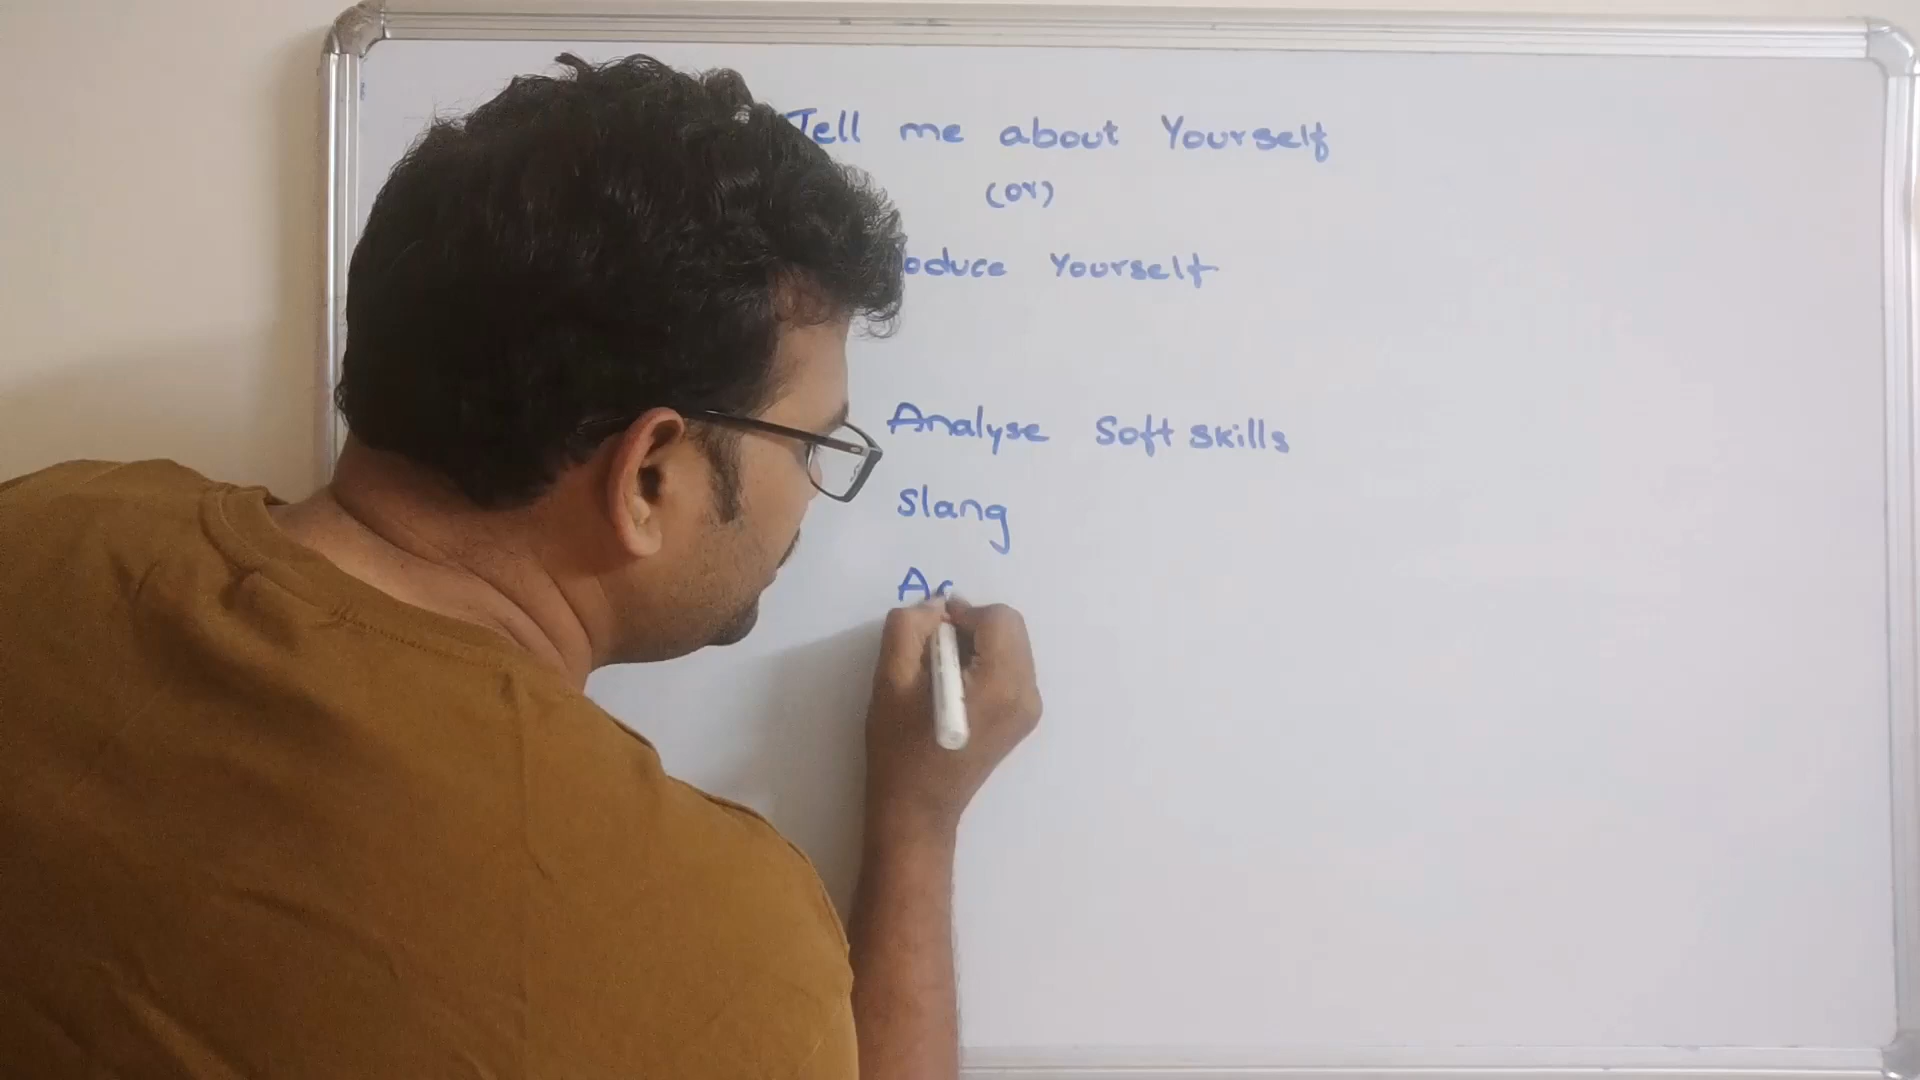 Tell me about Yourself
(or)
oduce Yourself
Analyse Soft skills
Slang
Ac